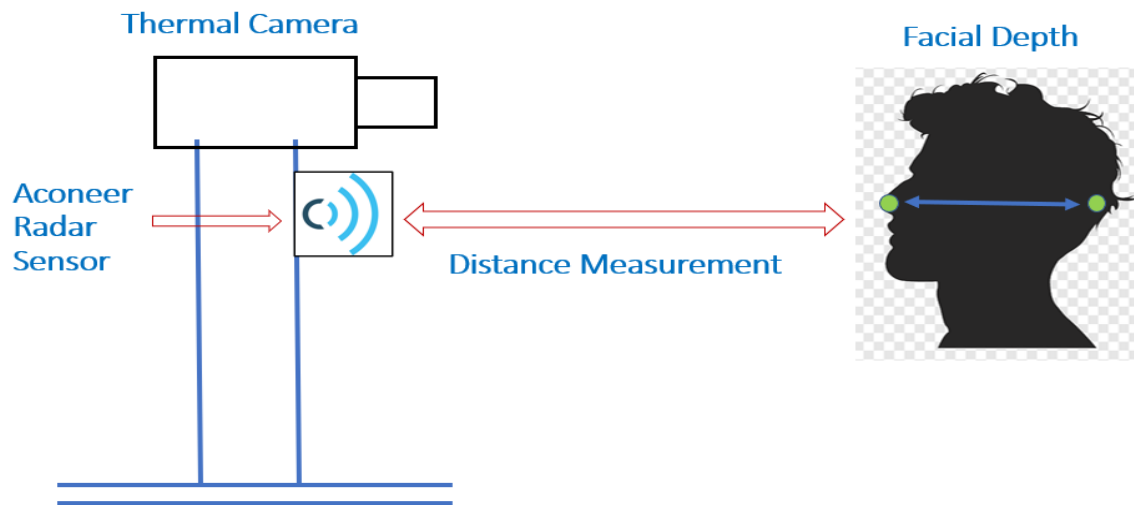 Thermal Camera
Facial Depth
Aconeer
Radar
Sensor
Distance Measurement